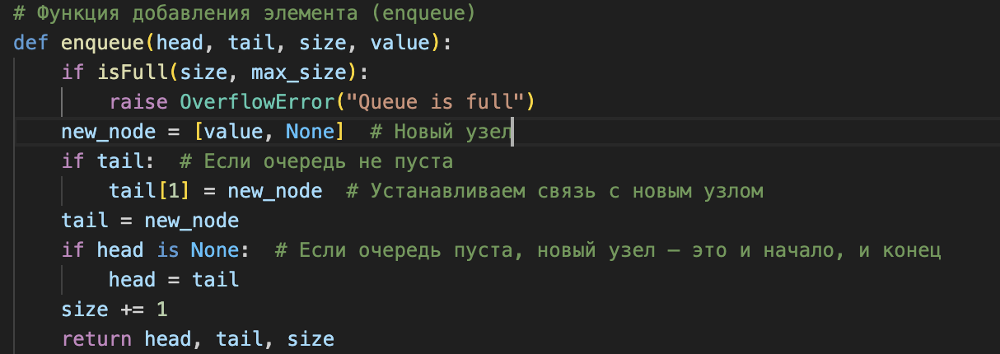 # Функция добавления элемента (enqueue)
def enqueue(head, tail, size, value):
    if isFull(size, max_size):
        raise OverflowError("Queue is full")
    new_node = [value, None]  # Новый узел
    if tail:  # Если очередь не пуста
        tail[1] = new_node  # Устанавливаем связь с новым узлом
    tail = new_node
    if head is None:  # Если очередь пуста, новый узел — это и начало, и конец
        head = tail
    size += 1
    return head, tail, size